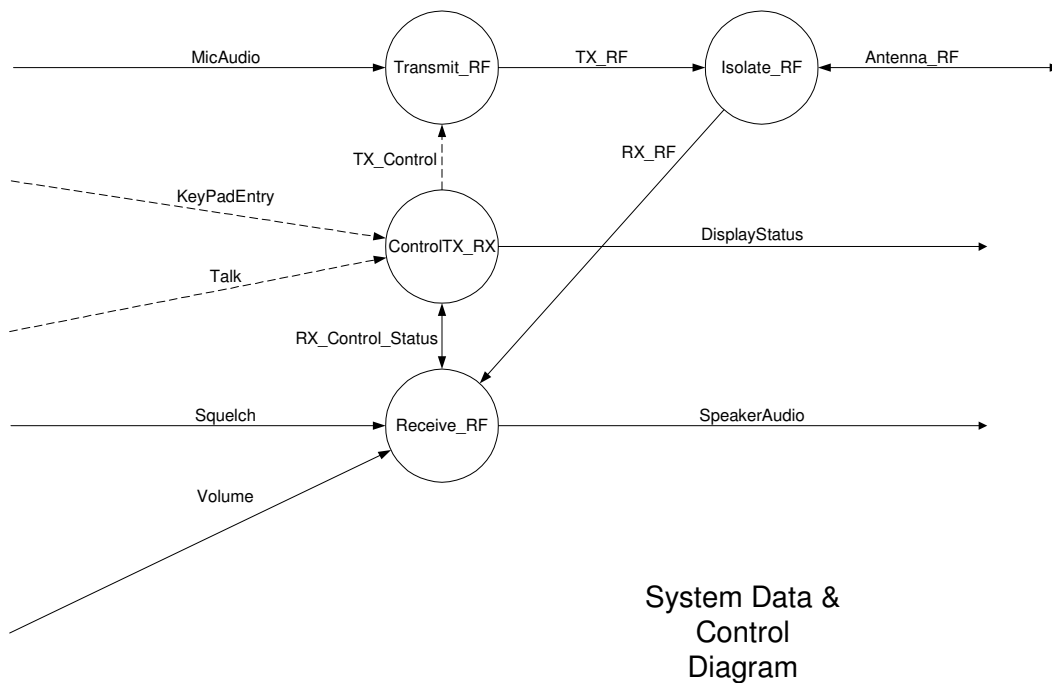 MicAudio
Transmit_RF
TX_RF
Isolate_RF
Antenna_RF
TX_Control
RX_RF
KeyPadEntry
ControlTX_RX
DisplayStatus
Talk
RX_Control_Status
Squelch
Receive_RF
SpeakerAudio
Volume
System Data &
Control
Diagram